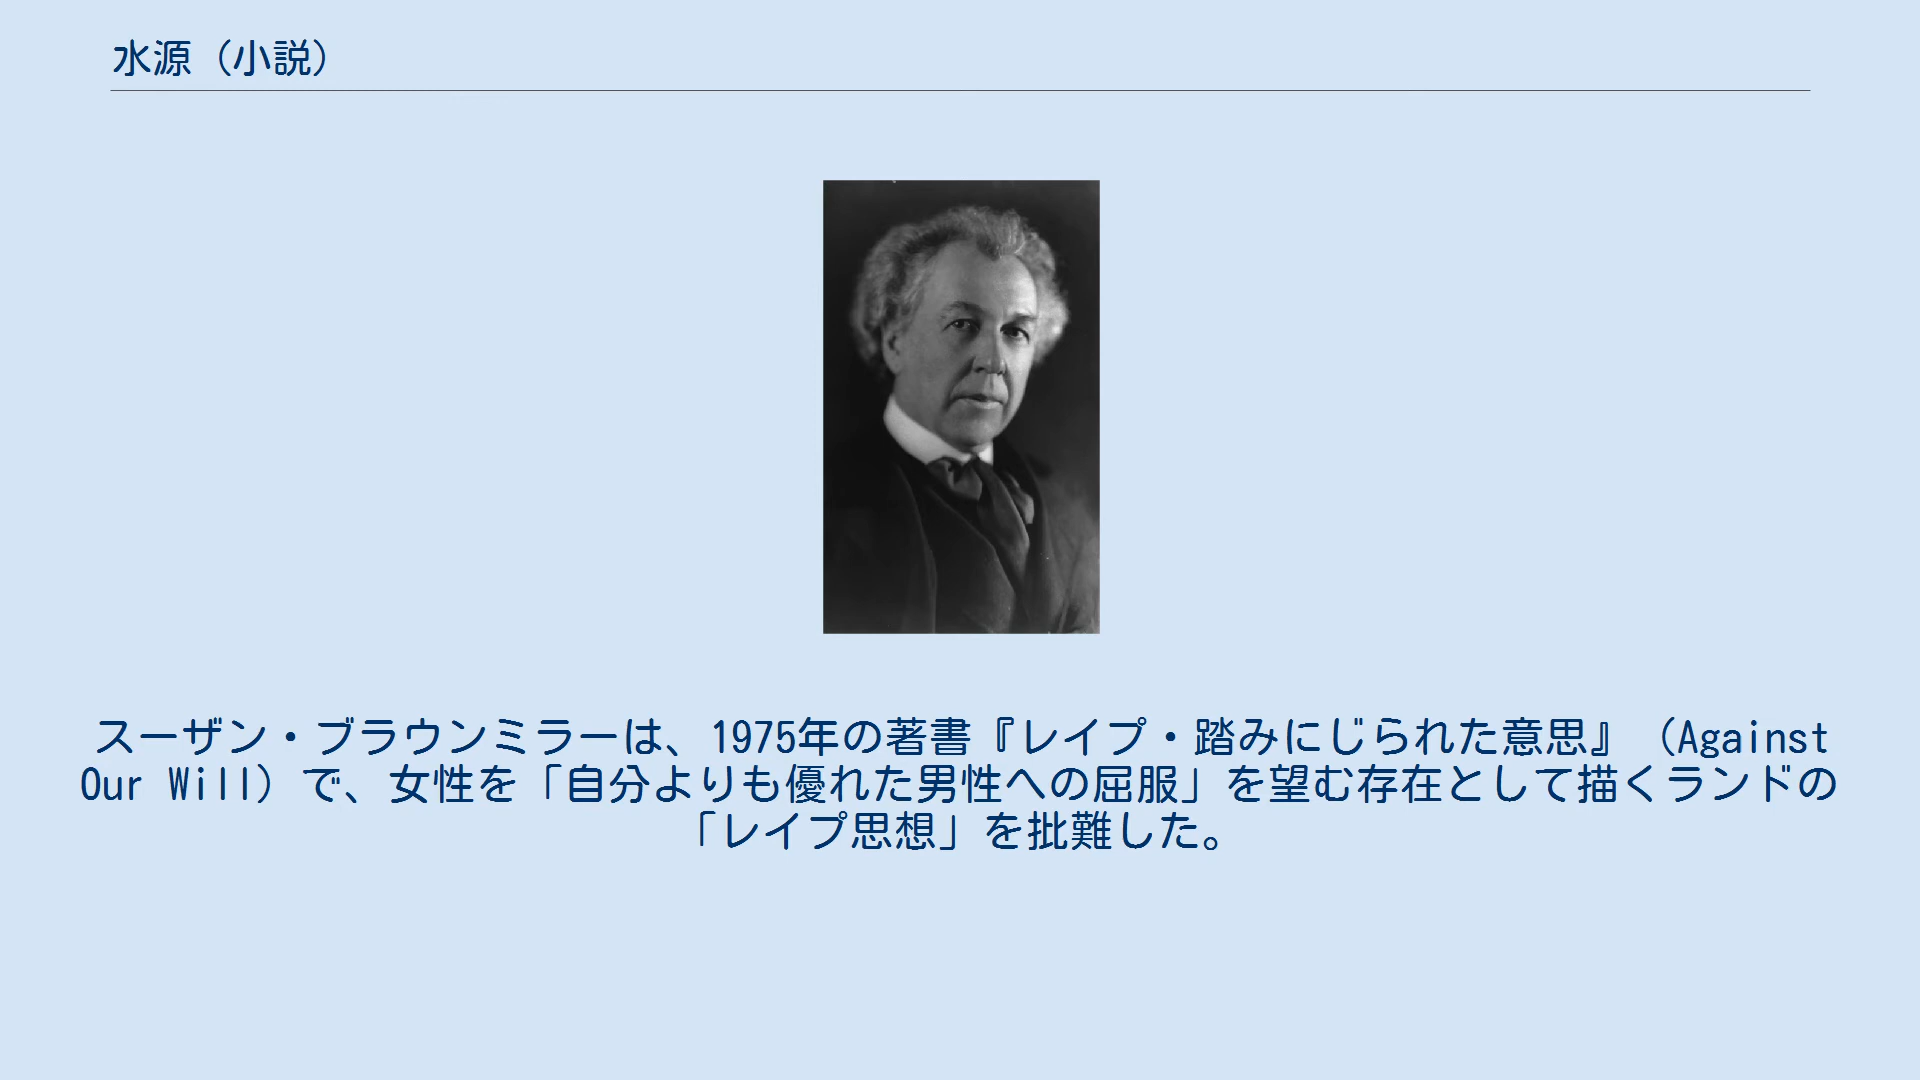 水源（小説）
スーザン・ブラウンミラーは、1975年の著書『レイプ・踏みにじられた意思』（Against
Our Will）で、女性を「自分よりも優れた男性への屈服」を望む存在として描くランドの
「レイプ思想」を批難した。